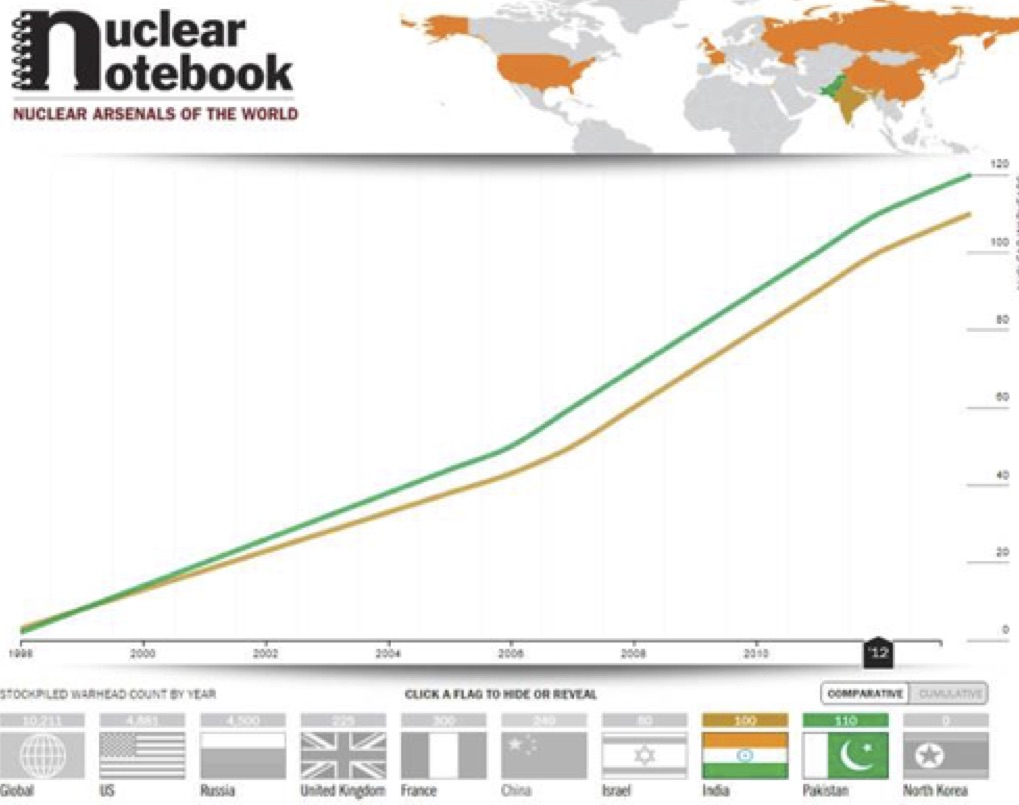 nuclear
notebook
NUCLEAR ARSENALS OF THE WORLD
120
100
80
60
40
20
0
1998 2000 2002 2004 2006 2008 2010 '12
STOCKPILED WARHEAD COUNT BY YEAR
CLICK A FLAG TO HIDE OR REVEAL
COMPARATIVE CUMULATIVE
10,211 4,881 4,500 225 300 240 80 100 110 0
Global US Russia United Kingdom France China Israel India Pakistan North Korea